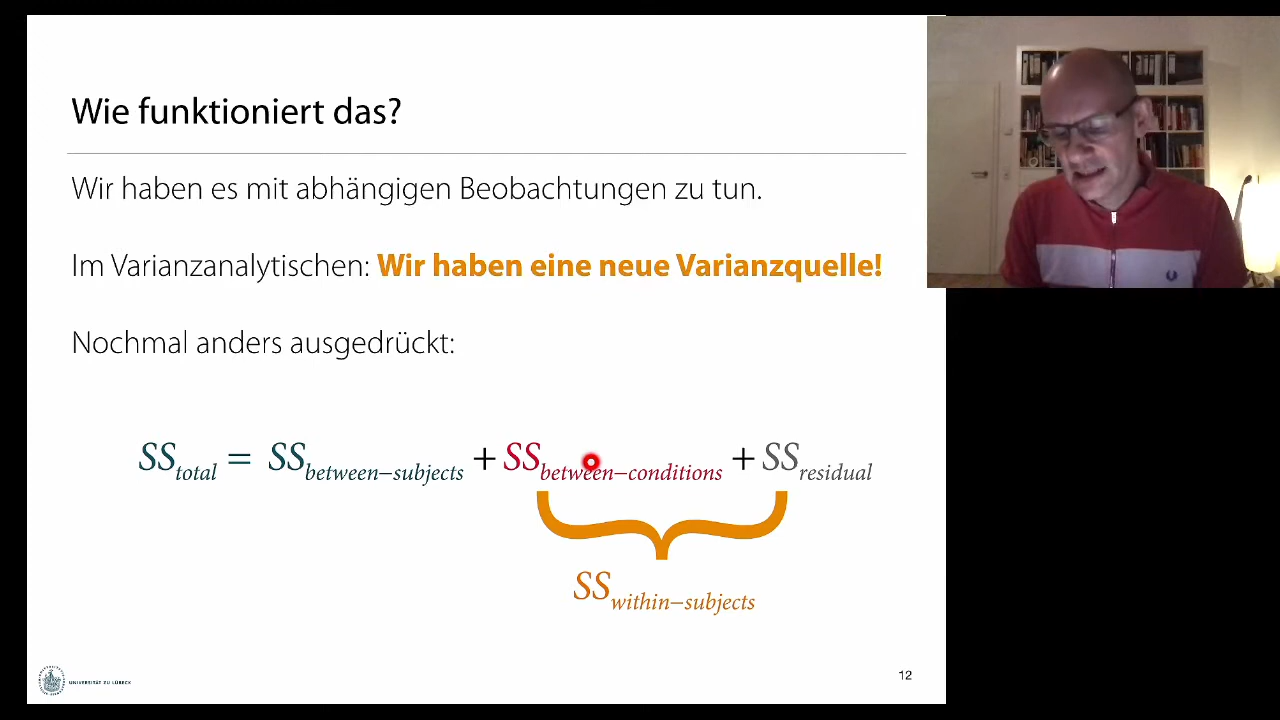 Wie funktioniert das?
Wir haben es mit abhängigen Beobachtungen zu tun.
Im Varianzanalytischen: Wir haben eine neue Varianzquelle!
Nochmal anders ausgedrückt:
SS_total = SS_between−subjects + SS_between−conditions + SS_residual
SS_within−subjects
UNIVERSITÄT ZU LÜBECK
12